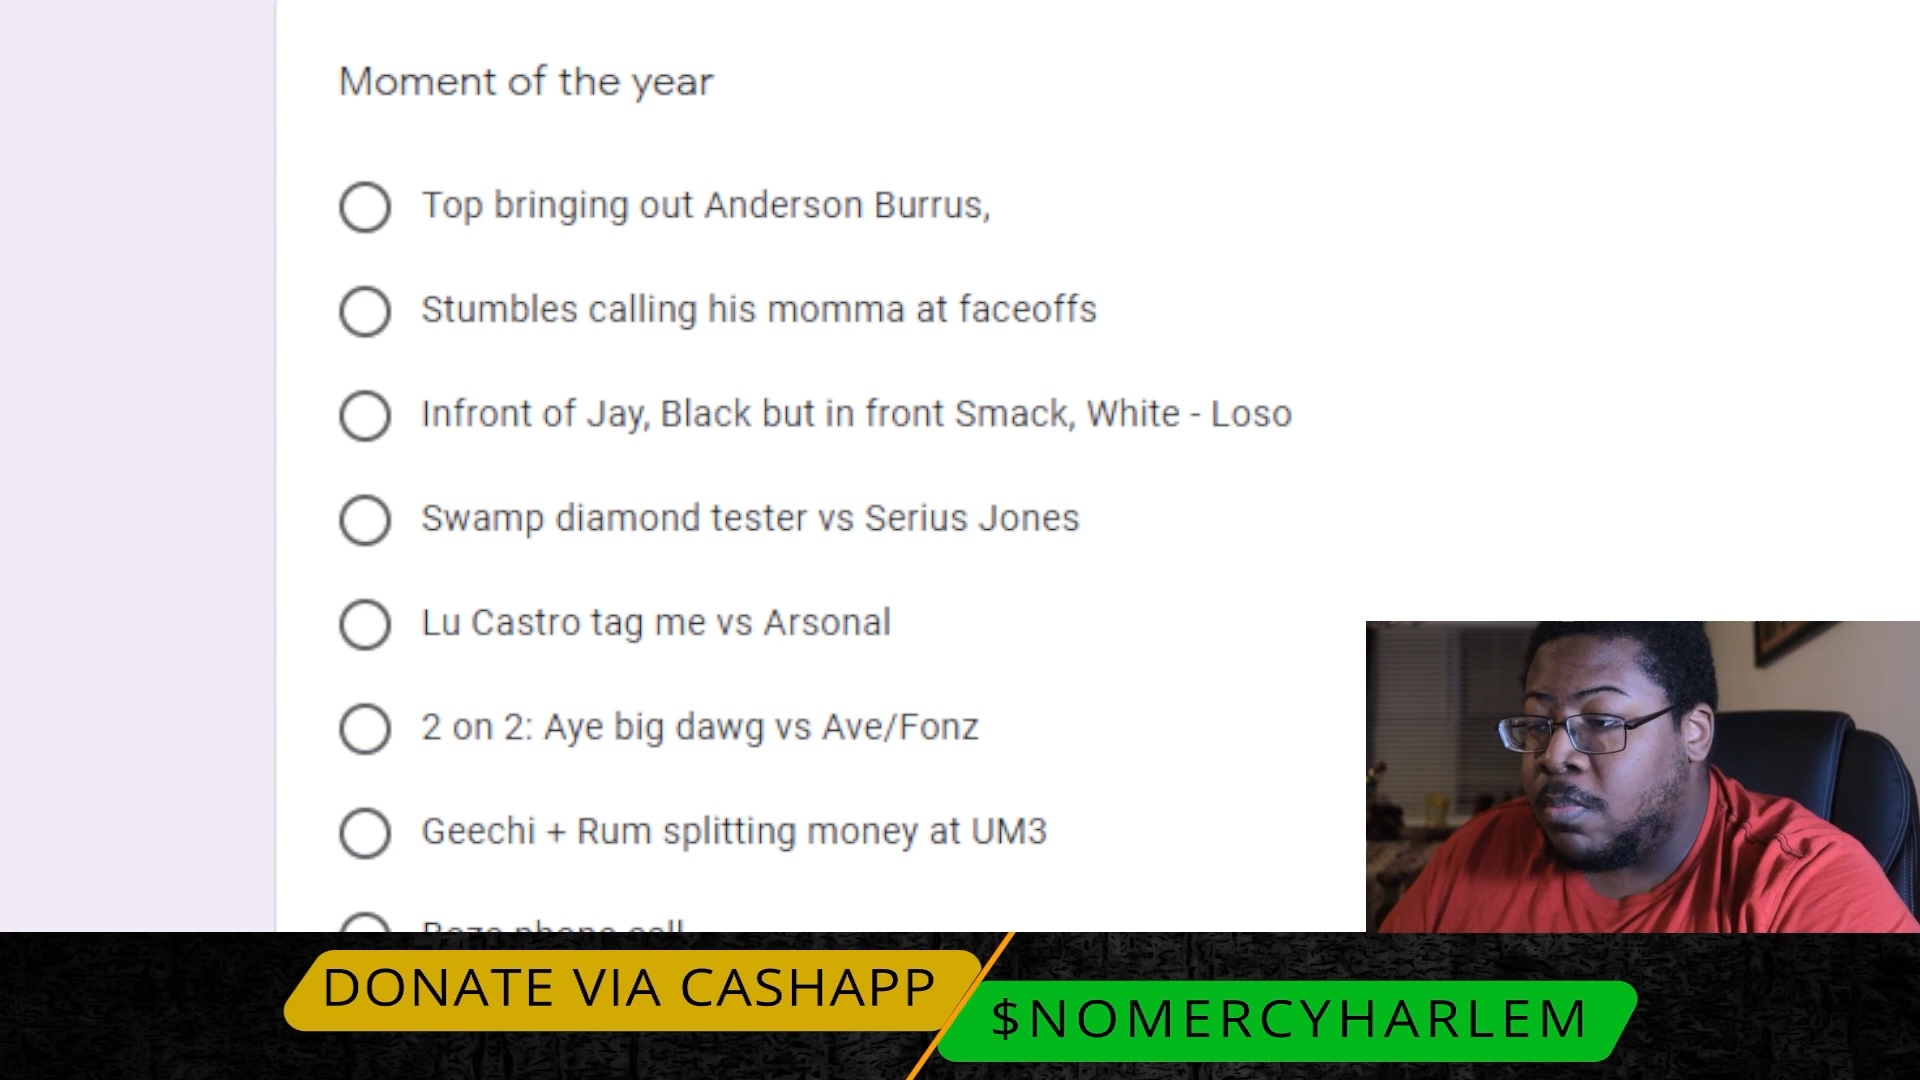 Moment of the year
Top bringing out Anderson Burrus,
Stumbles calling his momma at faceoffs
Infront of Jay, Black but in front Smack, White - Loso
Swamp diamond tester vs Serius Jones
Lu Castro tag me vs Arsonal
2 on 2: Aye big dawg vs Ave/Fonz
Geechi + Rum splitting money at UM3
phone call
DONATE VIA CASHAPP
$NOMERCYHARLEM